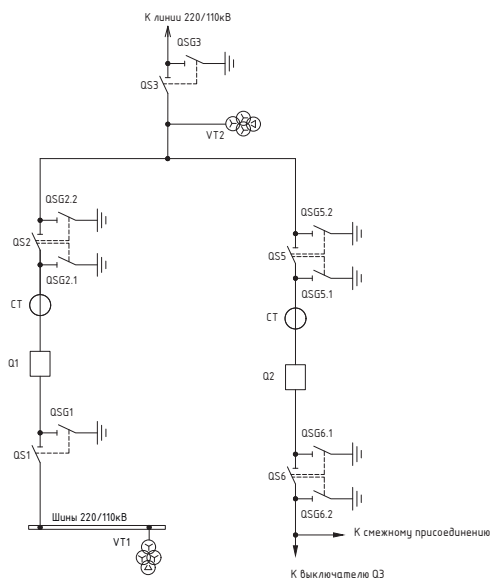 К линии 220/110кВ
QSG3
QS3
VT2
QSG2.2
QSG5.2
QS2
QS5
QSG2.1
QSG5.1
CT
CT
Q1
Q2
QSG1
QSG6.1
QS1
QS6
QSG6.2
Шины 220/110кВ
К смежному присоединению
VT1
К выключателю Q3